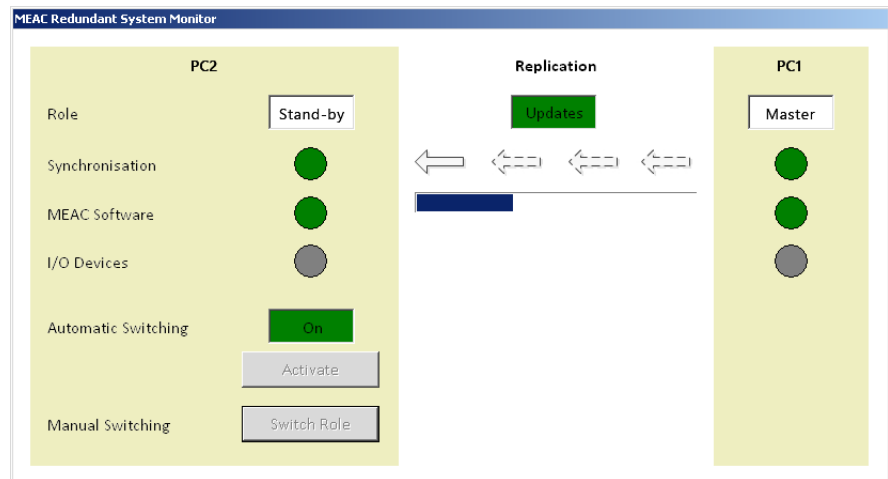 MEAC Redundant System Monitor
PC2 Replication PC1
Role Stand-by Updates Master
Synchronisation
MEAC Software
I/O Devices
Automatic Switching On
Activate
Manual Switching Switch Role